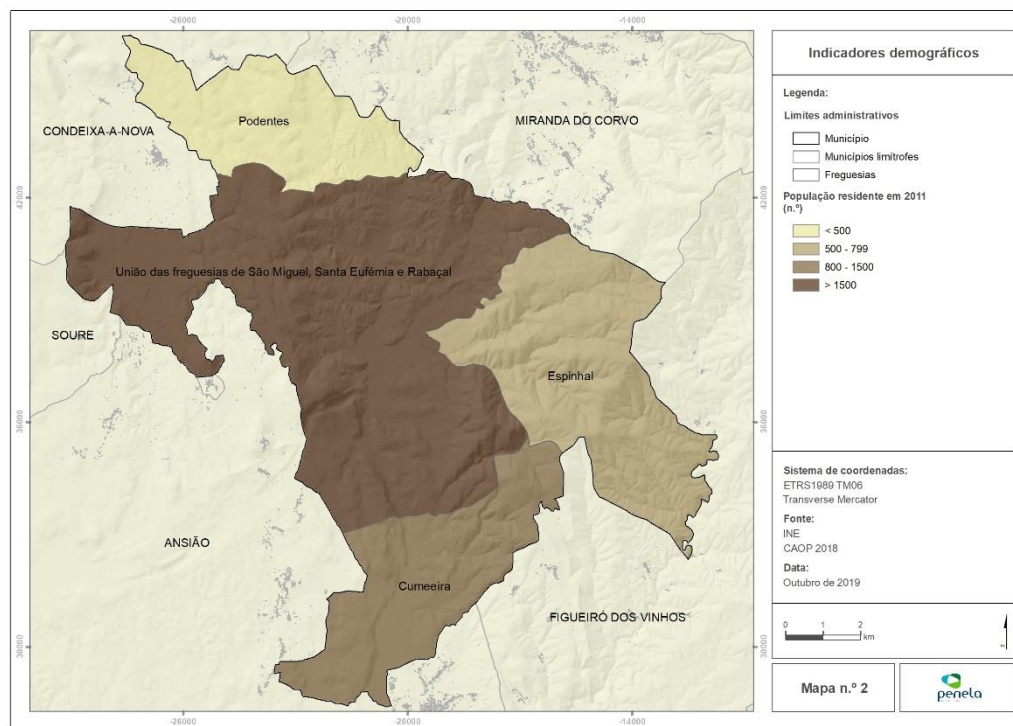 -26000
-20000
-14000
Podentes
CONDEIXA-A-NOVA
MIRANDA DO CORVO
42000
42000
União das freguesias de São Miguel, Santa Eufémia e Rabaçal
SOURE
Espinhal
36000
36000
ANSIÃO
Cumeeira
FIGUEIRÓ DOS VINHOS
30000
30000
-26000
-20000
-14000
Indicadores demográficos
Legenda:
Limites administrativos
Município
Municípios limítrofes
Freguesias
População residente em 2011
(n.º)
< 500
500 - 799
800 - 1500
> 1500
Sistema de coordenadas:
ETRS1989 TM06
Transverse Mercator
Fonte:
INE
CAOP 2018
Data:
Outubro de 2019
0 1 2
km
Mapa n.º 2
penela